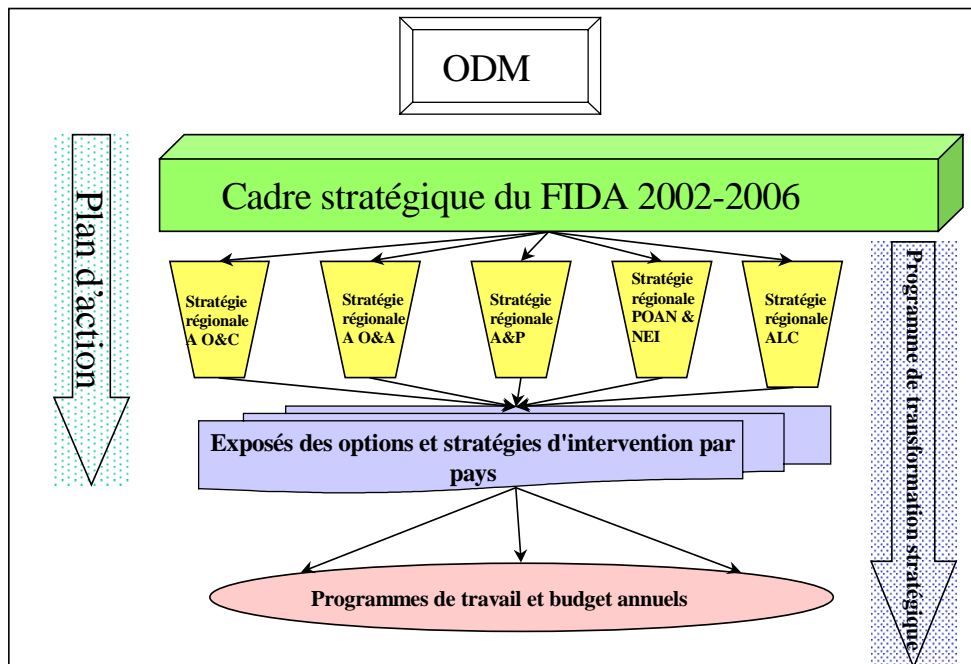 ODM
Plan d'action
Cadre stratégique du FIDA 2002-2006
Stratégie
régionale
A O&C
Stratégie
régionale
A O&A
Stratégie
régionale
A&P
Stratégie
régionale
POAN &
NEI
Stratégie
régionale
ALC
Programme de transformation stratégique
Exposés des options et stratégies d'intervention par
pays
Programmes de travail et budget annuels